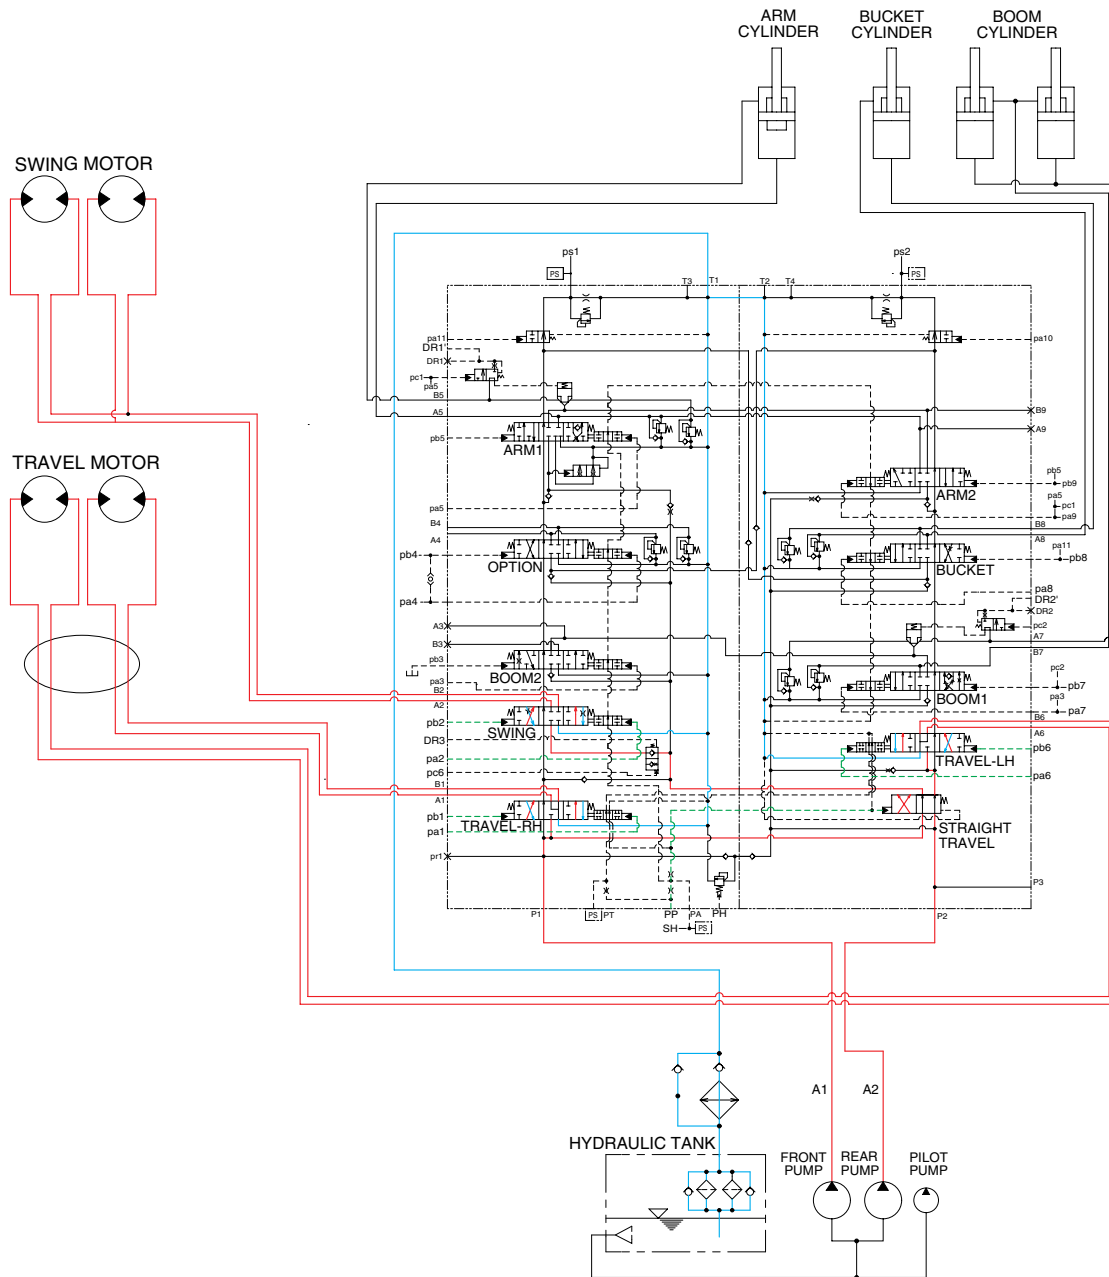 ARM
CYLINDER
BUCKET
CYLINDER
BOOM
CYLINDER
SWING MOTOR
TRAVEL MOTOR
ps1
PS
ps2
PS
T3
T1
T2
T4
pa11
DR1'
DR1
pc1
pa5
B5
A5
pb5
ARM1
pa5
B4
A4
pb4
OPTION
pa4
A3
B3
pb3
BOOM2
pa3
B2
A2
pb2
SWING
DR3
pa2
pc6
B1
A1
pb1
TRAVEL-RH
pa1
pr1
pa10
B9
A9
pb5
pb9
ARM2
pa5
pc1
pa9
B8
A8
pa11
pb8
BUCKET
pa8
DR2'
DR2
pc2
A7
B7
pc2
pb7
BOOM1
pa3
pa7
B6
A6
pb6
TRAVEL-LH
pa6
STRAIGHT
TRAVEL
P3
P1
PS
PT
PP
PA
PH
SH
PS
P2
A1
A2
HYDRAULIC TANK
FRONT
PUMP
REAR
PUMP
PILOT
PUMP